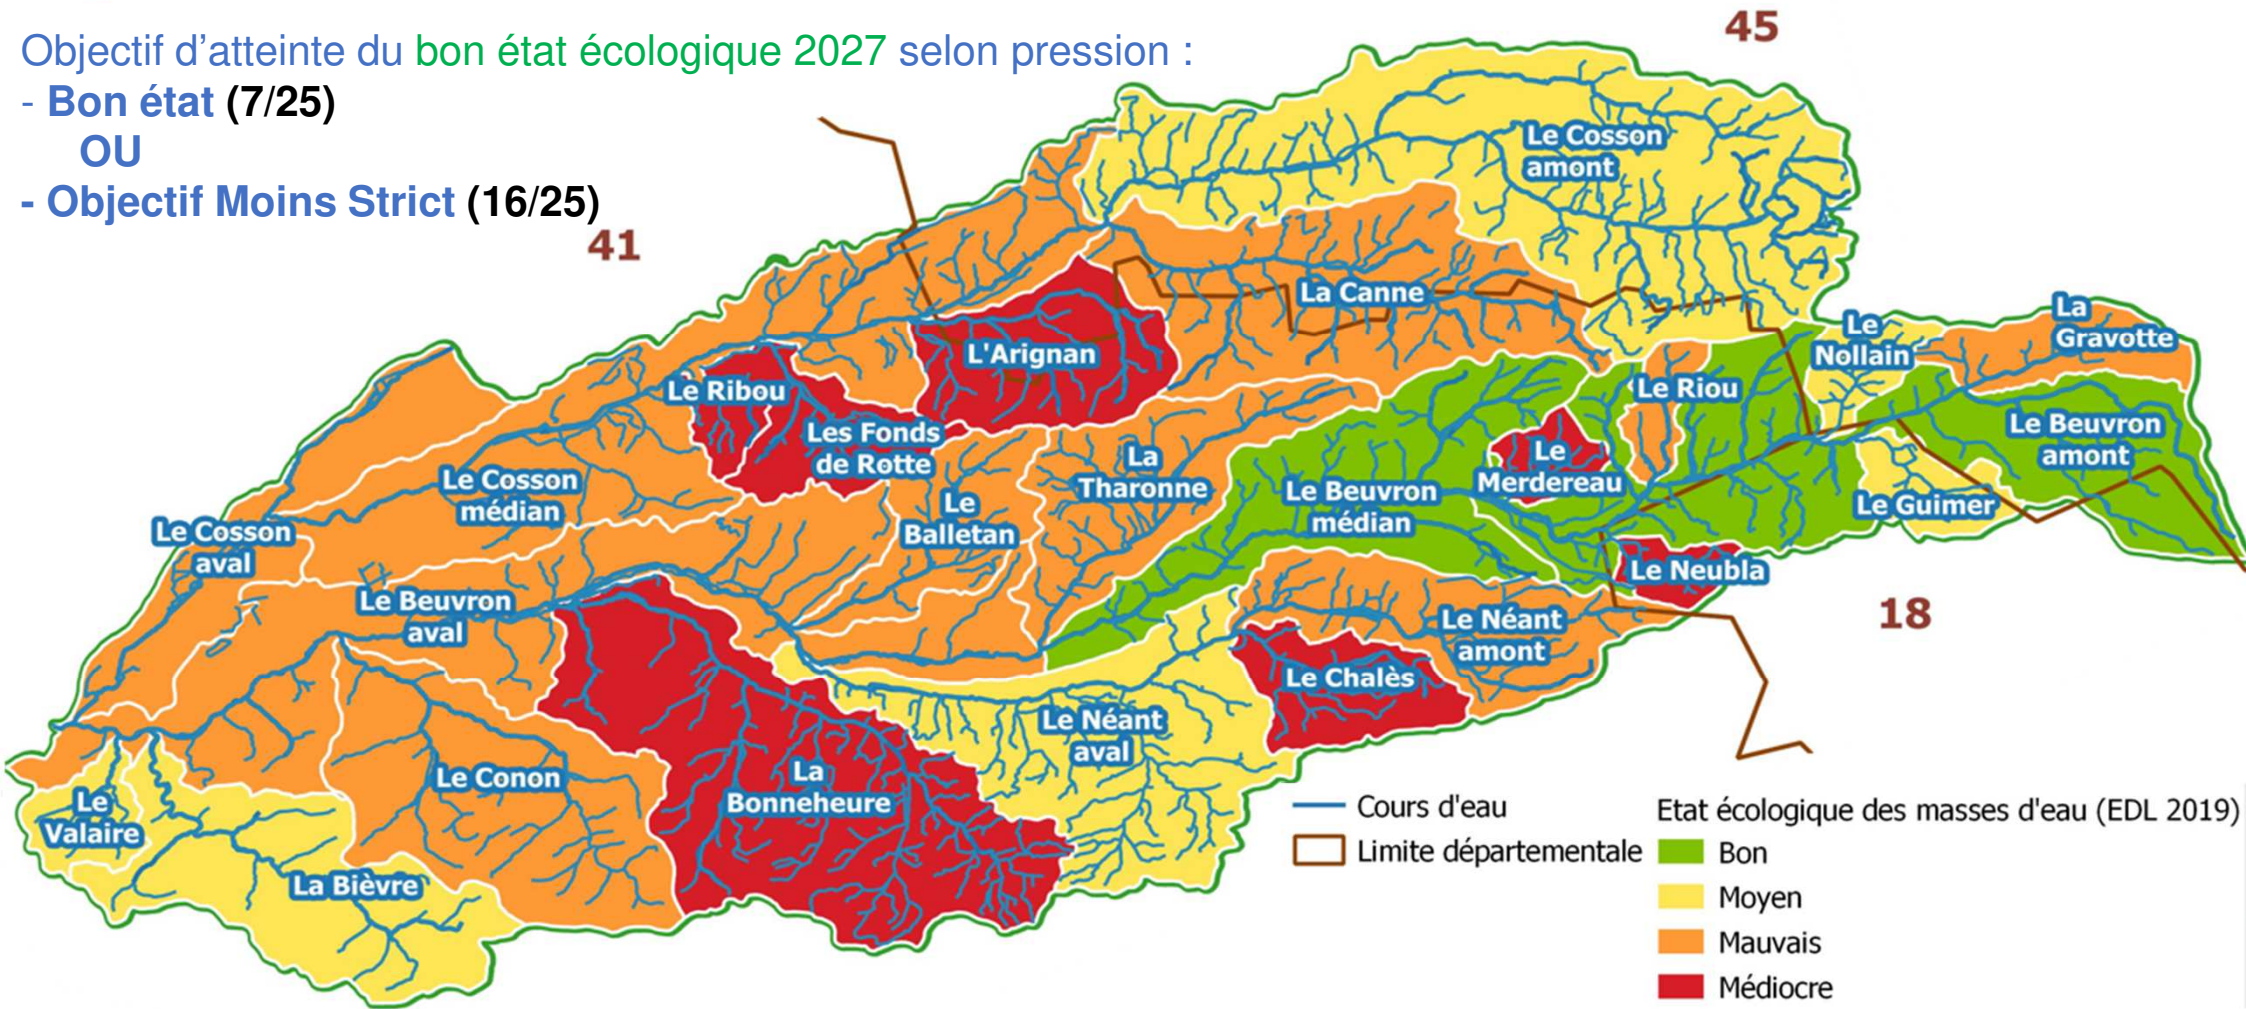 Objectif d’atteinte du bon état écologique 2027 selon pression :
- Bon état (7/25)
OU
- Objectif Moins Strict (16/25)
45
41
18
Le Cosson
amont
La Canne
L'Arignan
Le Ribou
Les Fonds
de Rotte
Le
Nollain
La
Gravotte
Le Riou
Le Beuvron
amont
Le
Merdereau
Le Guimer
La
Tharonne
Le Beuvron
médian
Le Cosson
médian
Le
Balletan
Le Cosson
aval
Le Beuvron
aval
Le Neubla
Le Néant
amont
Le Chalès
Le Néant
aval
Le Conon
La
Bonneheure
Le
Valaire
La Bièvre
Cours d'eau
Limite départementale
Etat écologique des masses d'eau (EDL 2019)
Bon
Moyen
Mauvais
Médiocre